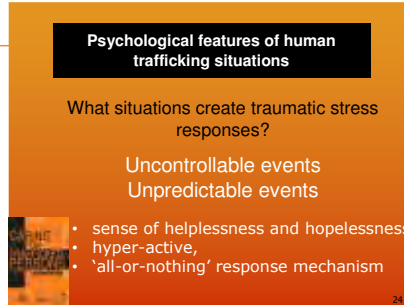 Psychological features of human
trafficking situations
What situations create traumatic stress
responses?
Uncontrollable events
Unpredictable events
• sense of helplessness and hopelessness
• hyper-active,
• ‘all-or-nothing’ response mechanism
24